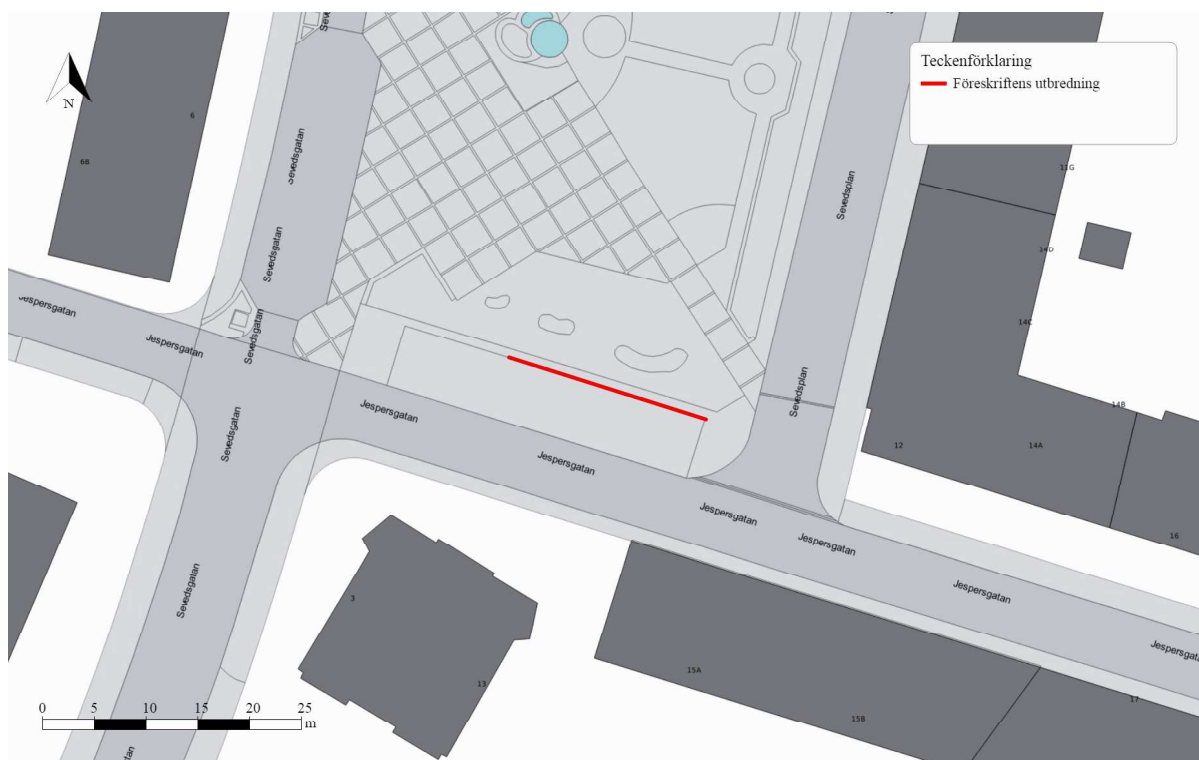 Teckenförklaring
Föreskriftens utbredning
N
6
6B
Sevedsgatan
Sevedsgatan
Sevedsplan
11G
14D
14C
14B
14A
12
16
Jespersgatan
Sevedsgatan
Sevedsplan
Jespersgatan
Jespersgatan
Sevedsgatan
Jespersgatan
Jespersgatan
Jespersgatan
Jespersgatan
Sevedsgatan
3
13
15A
15B
17
0 5 10 15 20 25
m